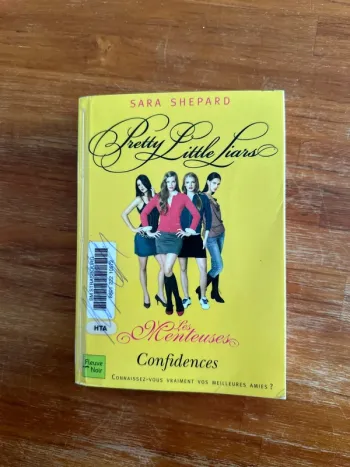 SARA SHEPARD
Pretty Little Liars
Les
Menteuses
HTA
Confidences
Fleuve
Noir
CONNAISSEZ-VOUS VRAIMENT VOS MEILLEURES AMIES ?